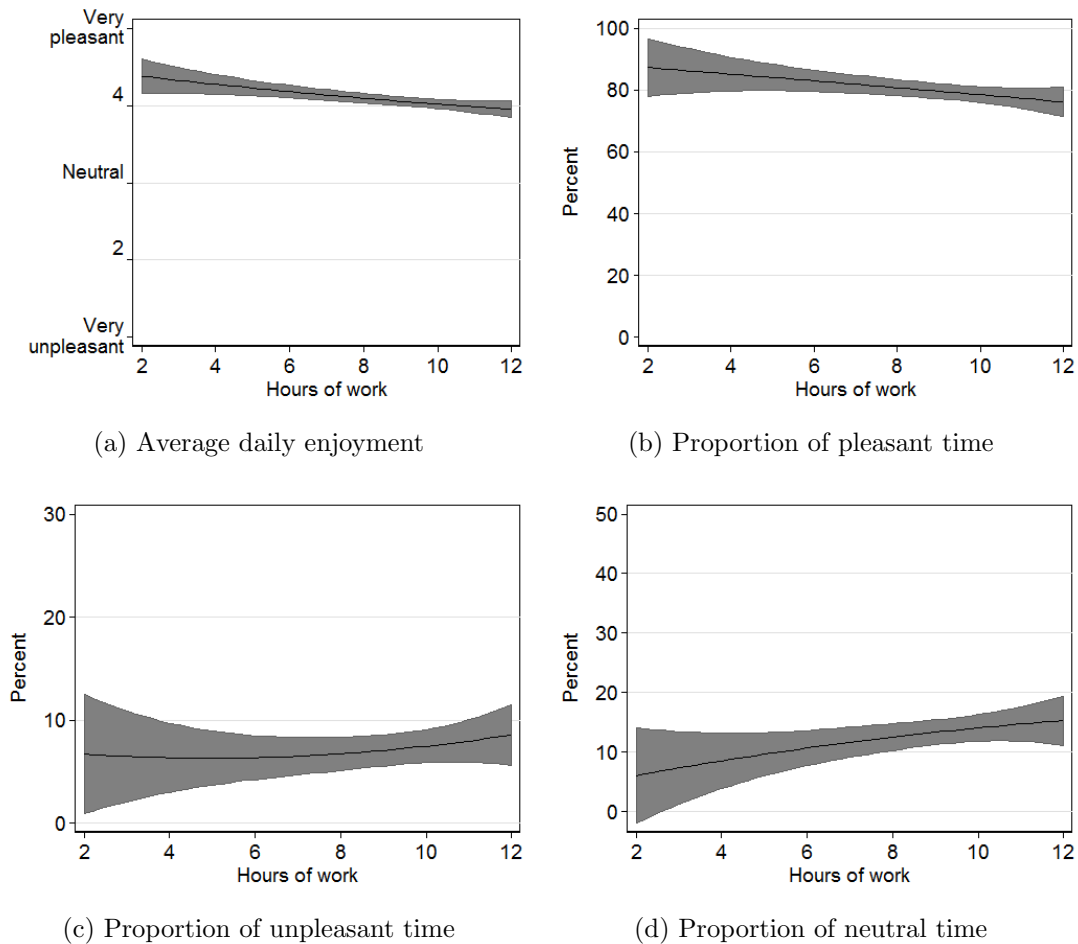 Very
pleasant
4
Neutral
2
Very
unpleasant
2 4 6 8 10 12
Hours of work
(a) Average daily enjoyment
100
80
60
40
20
0
Percent
2 4 6 8 10 12
Hours of work
(b) Proportion of pleasant time
30
20
10
0
Percent
2 4 6 8 10 12
Hours of work
(c) Proportion of unpleasant time
50
40
30
20
10
0
Percent
2 4 6 8 10 12
Hours of work
(d) Proportion of neutral time